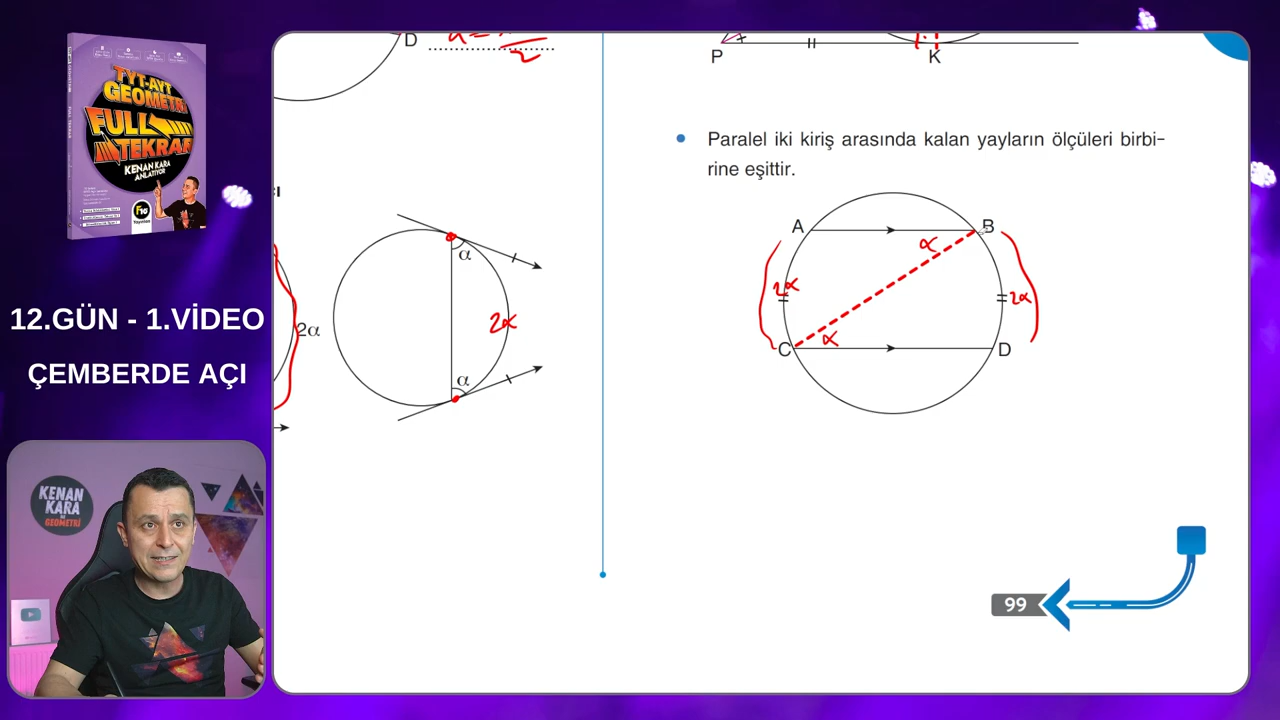 TYT-AYT
GEOMETRİ
FULL
TEKRAR
KENAN KARA
ANLATIYOR
12.GÜN - 1.VİDEO
ÇEMBERDE AÇI
KENAN
KARA
GEOMETRİ
D
2
2α
α
2α
α
P
K
Paralel iki kiriş arasında kalan yayların ölçüleri birbi-
rine eşittir.
A
B
α
2α
2α
α
C
D
99